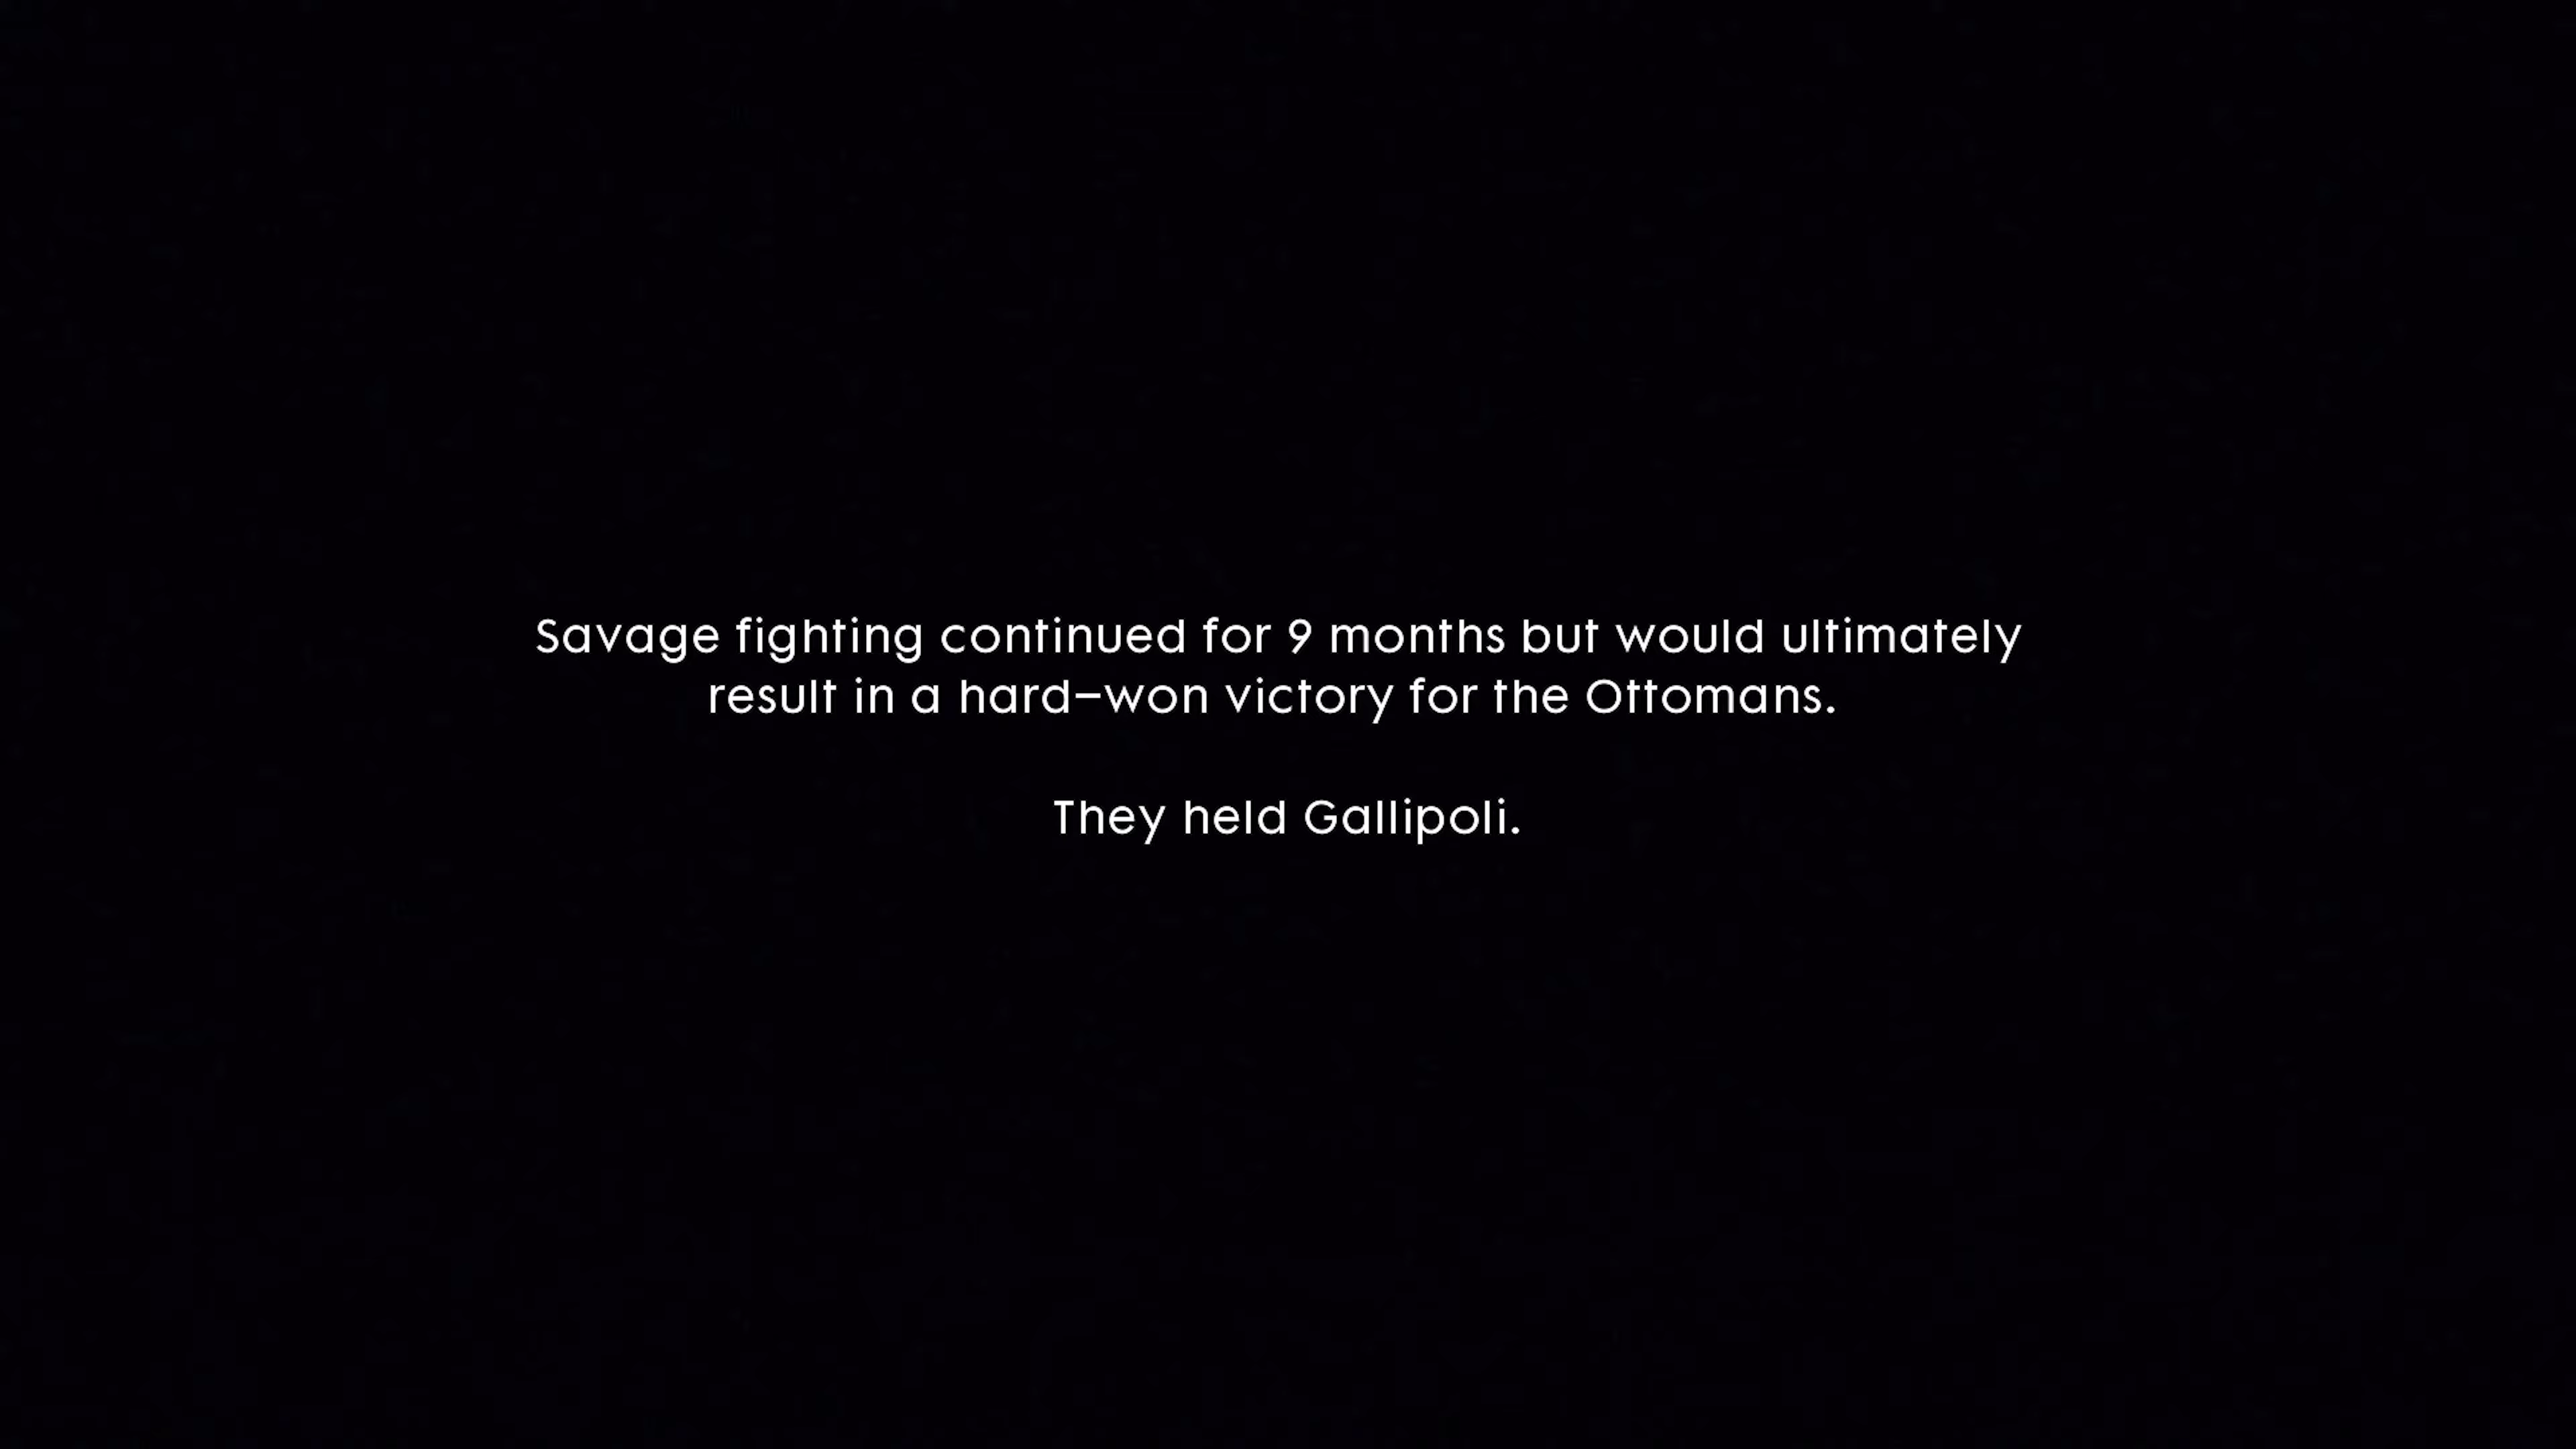 Savage fighting continued for 9 months but would ultimately
result in a hard–won victory for the Ottomans.
They held Gallipoli.